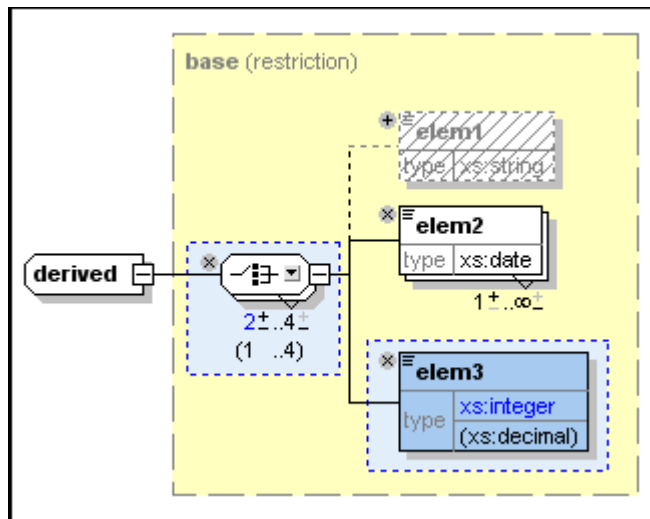 base (restriction)
elem1
type xs:string
elem2
type xs:date
1 ± ..∞ ±
derived
2 ± ..4 ±
(1 ..4)
elem3
type xs:integer
(xs:decimal)